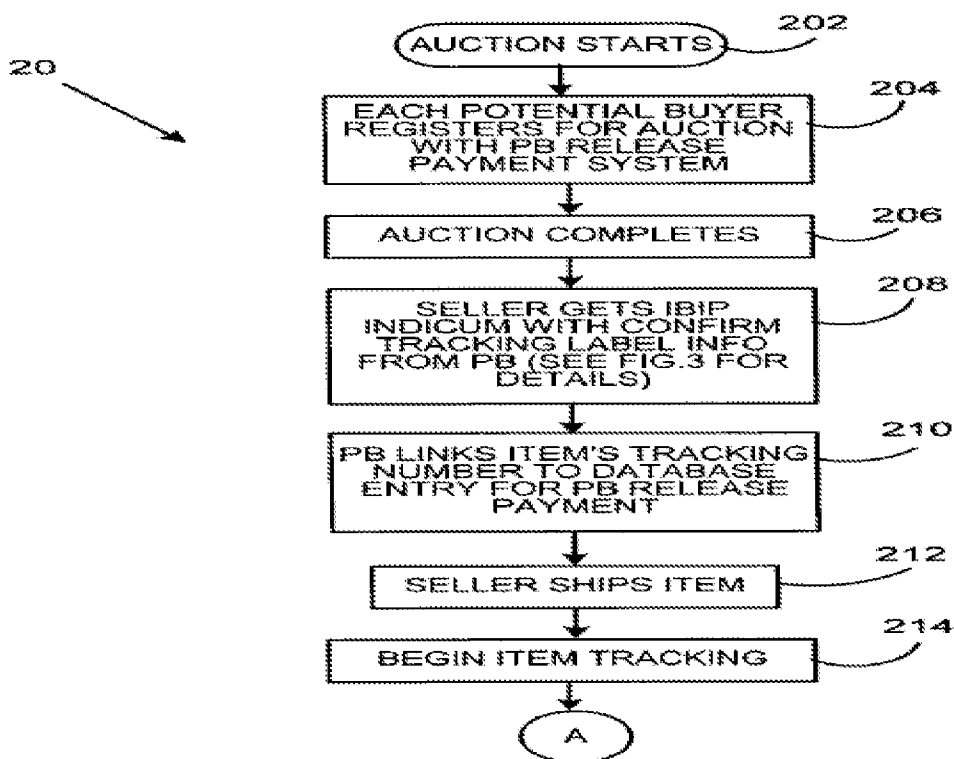 AUCTION STARTS
202
20
EACH POTENTIAL BUYER
REGISTERS FOR AUCTION
WITH PB RELEASE
PAYMENT SYSTEM
204
AUCTION COMPLETES
206
SELLER GETS IBIP
INDICUM WITH CONFIRM
TRACKING LABEL INFO
FROM PB (SEE FIG.3 FOR
DETAILS)
208
PB LINKS ITEM'S TRACKING
NUMBER TO DATABASE
ENTRY FOR PB RELEASE
PAYMENT
210
SELLER SHIPS ITEM
212
BEGIN ITEM TRACKING
214
A